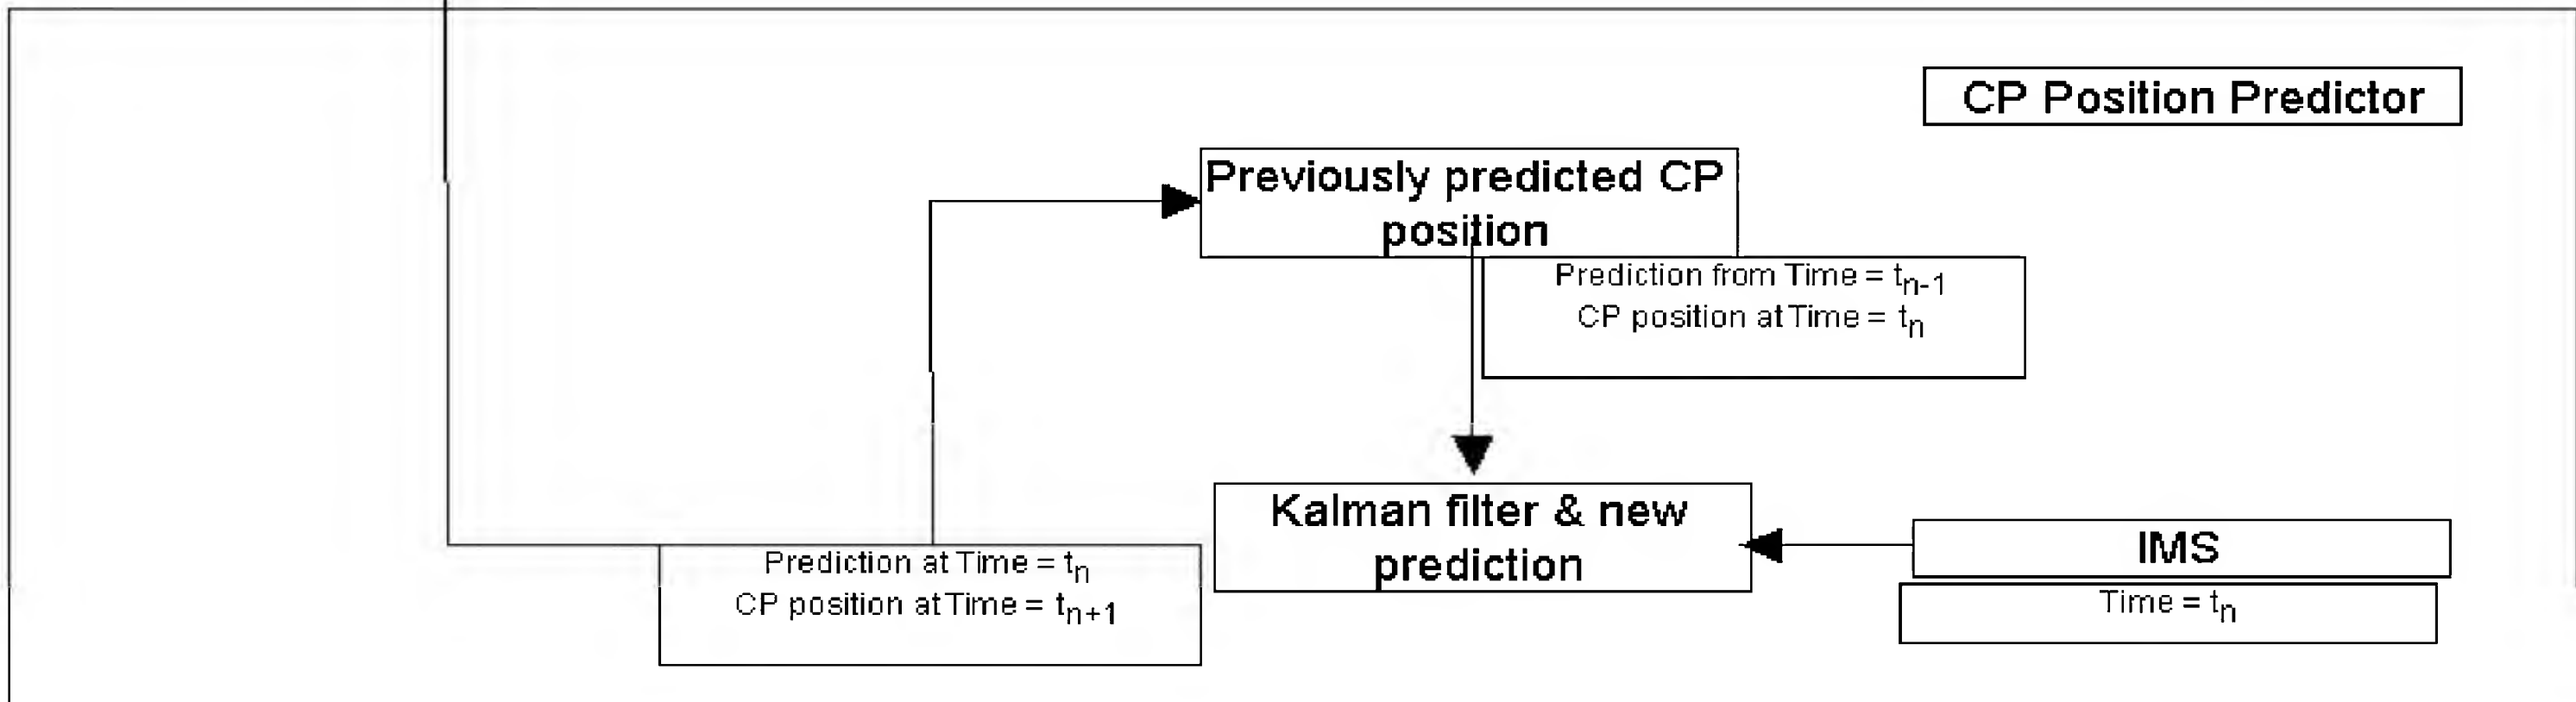 CP Position Predictor
Previously predicted CP
position
Prediction from Time = tn-1
CP position at Time = tn
Kalman filter & new
prediction
IMS
Time = tn
Prediction at Time = tn
CP position at Time = tn+1